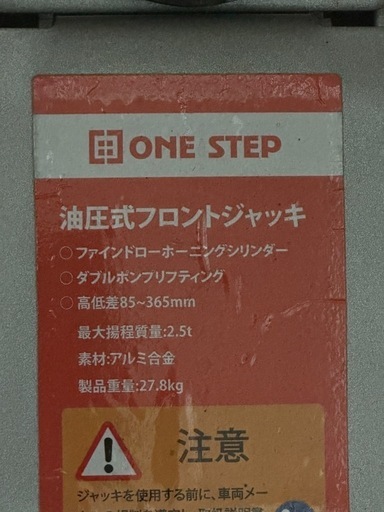 ONE STEP
油圧式フロントジャッキ
○ ファインドローホーニングシリンダー
○ ダブルポンプリフティング
○ 高低差85~365mm
最大揚程質量:2.5t
素材:アルミ合金
製品重量:27.8kg
注意
ジャッキを使用する前に、車両メー